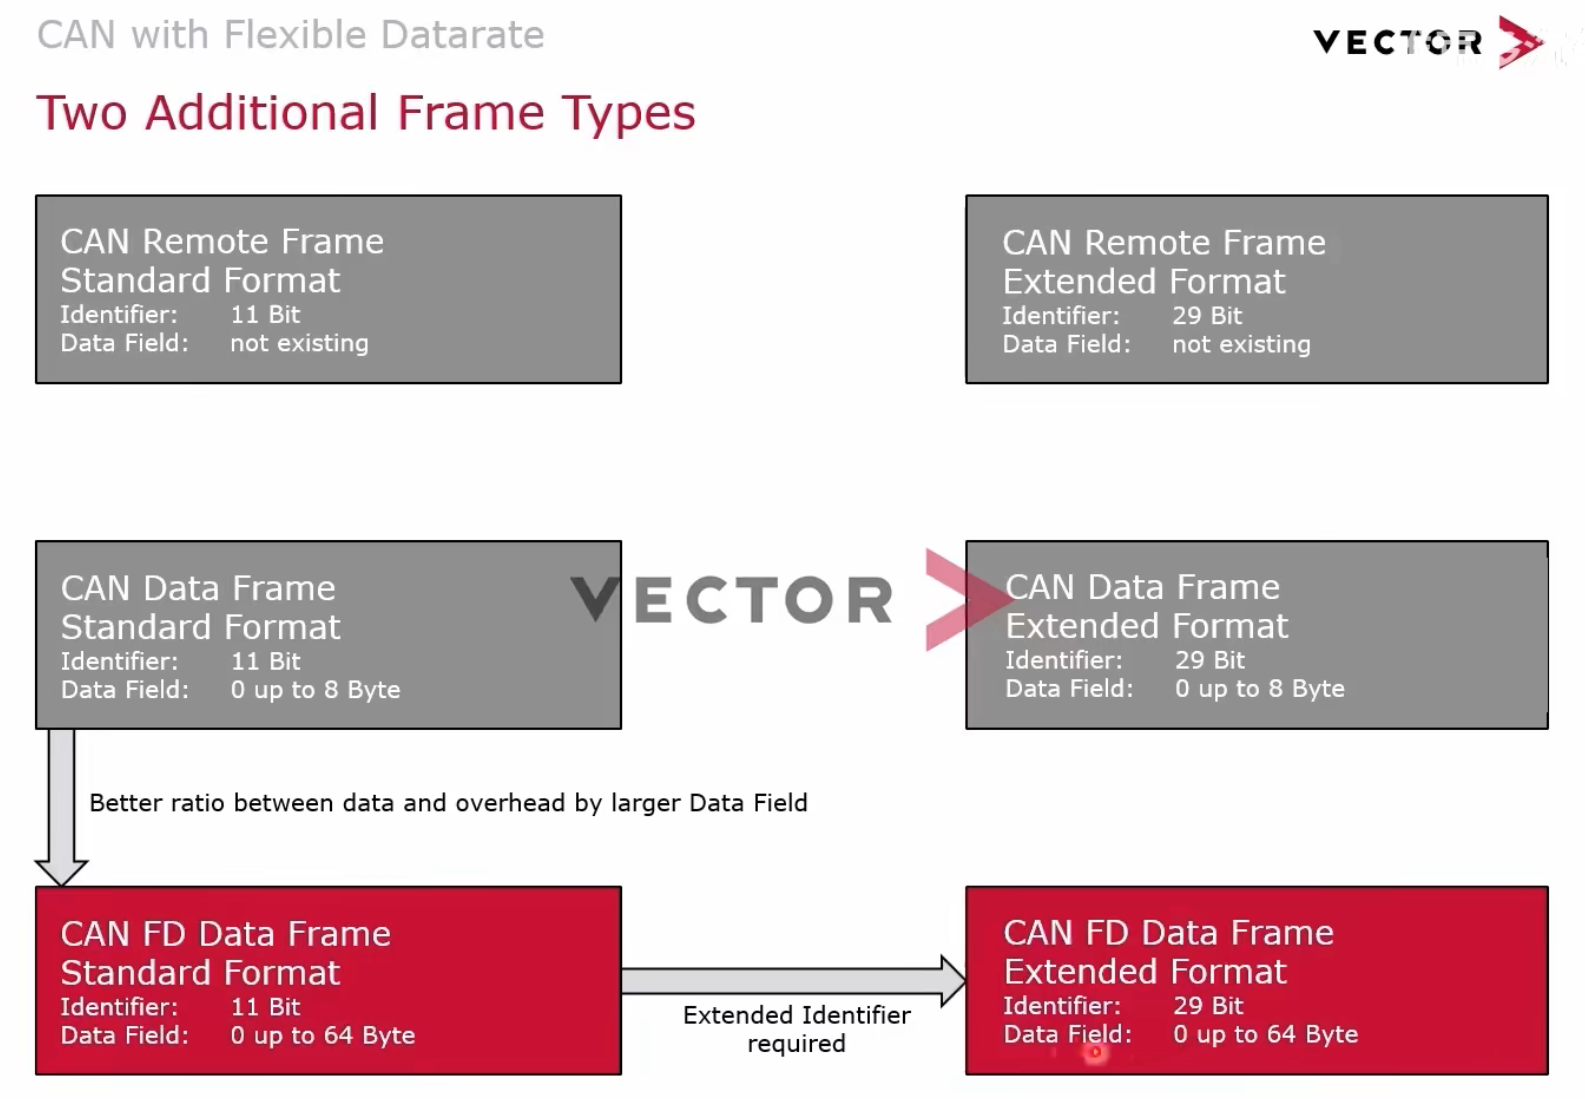 CAN with Flexible Datarate
VECTOR
Two Additional Frame Types
CAN Remote Frame
Standard Format
Identifier: 11 Bit
Data Field: not existing
CAN Remote Frame
Extended Format
Identifier: 29 Bit
Data Field: not existing
CAN Data Frame
Standard Format
Identifier: 11 Bit
Data Field: 0 up to 8 Byte
VECTOR
CAN Data Frame
Extended Format
Identifier: 29 Bit
Data Field: 0 up to 8 Byte
Better ratio between data and overhead by larger Data Field
CAN FD Data Frame
Standard Format
Identifier: 11 Bit
Data Field: 0 up to 64 Byte
Extended Identifier
required
CAN FD Data Frame
Extended Format
Identifier: 29 Bit
Data Field: 0 up to 64 Byte